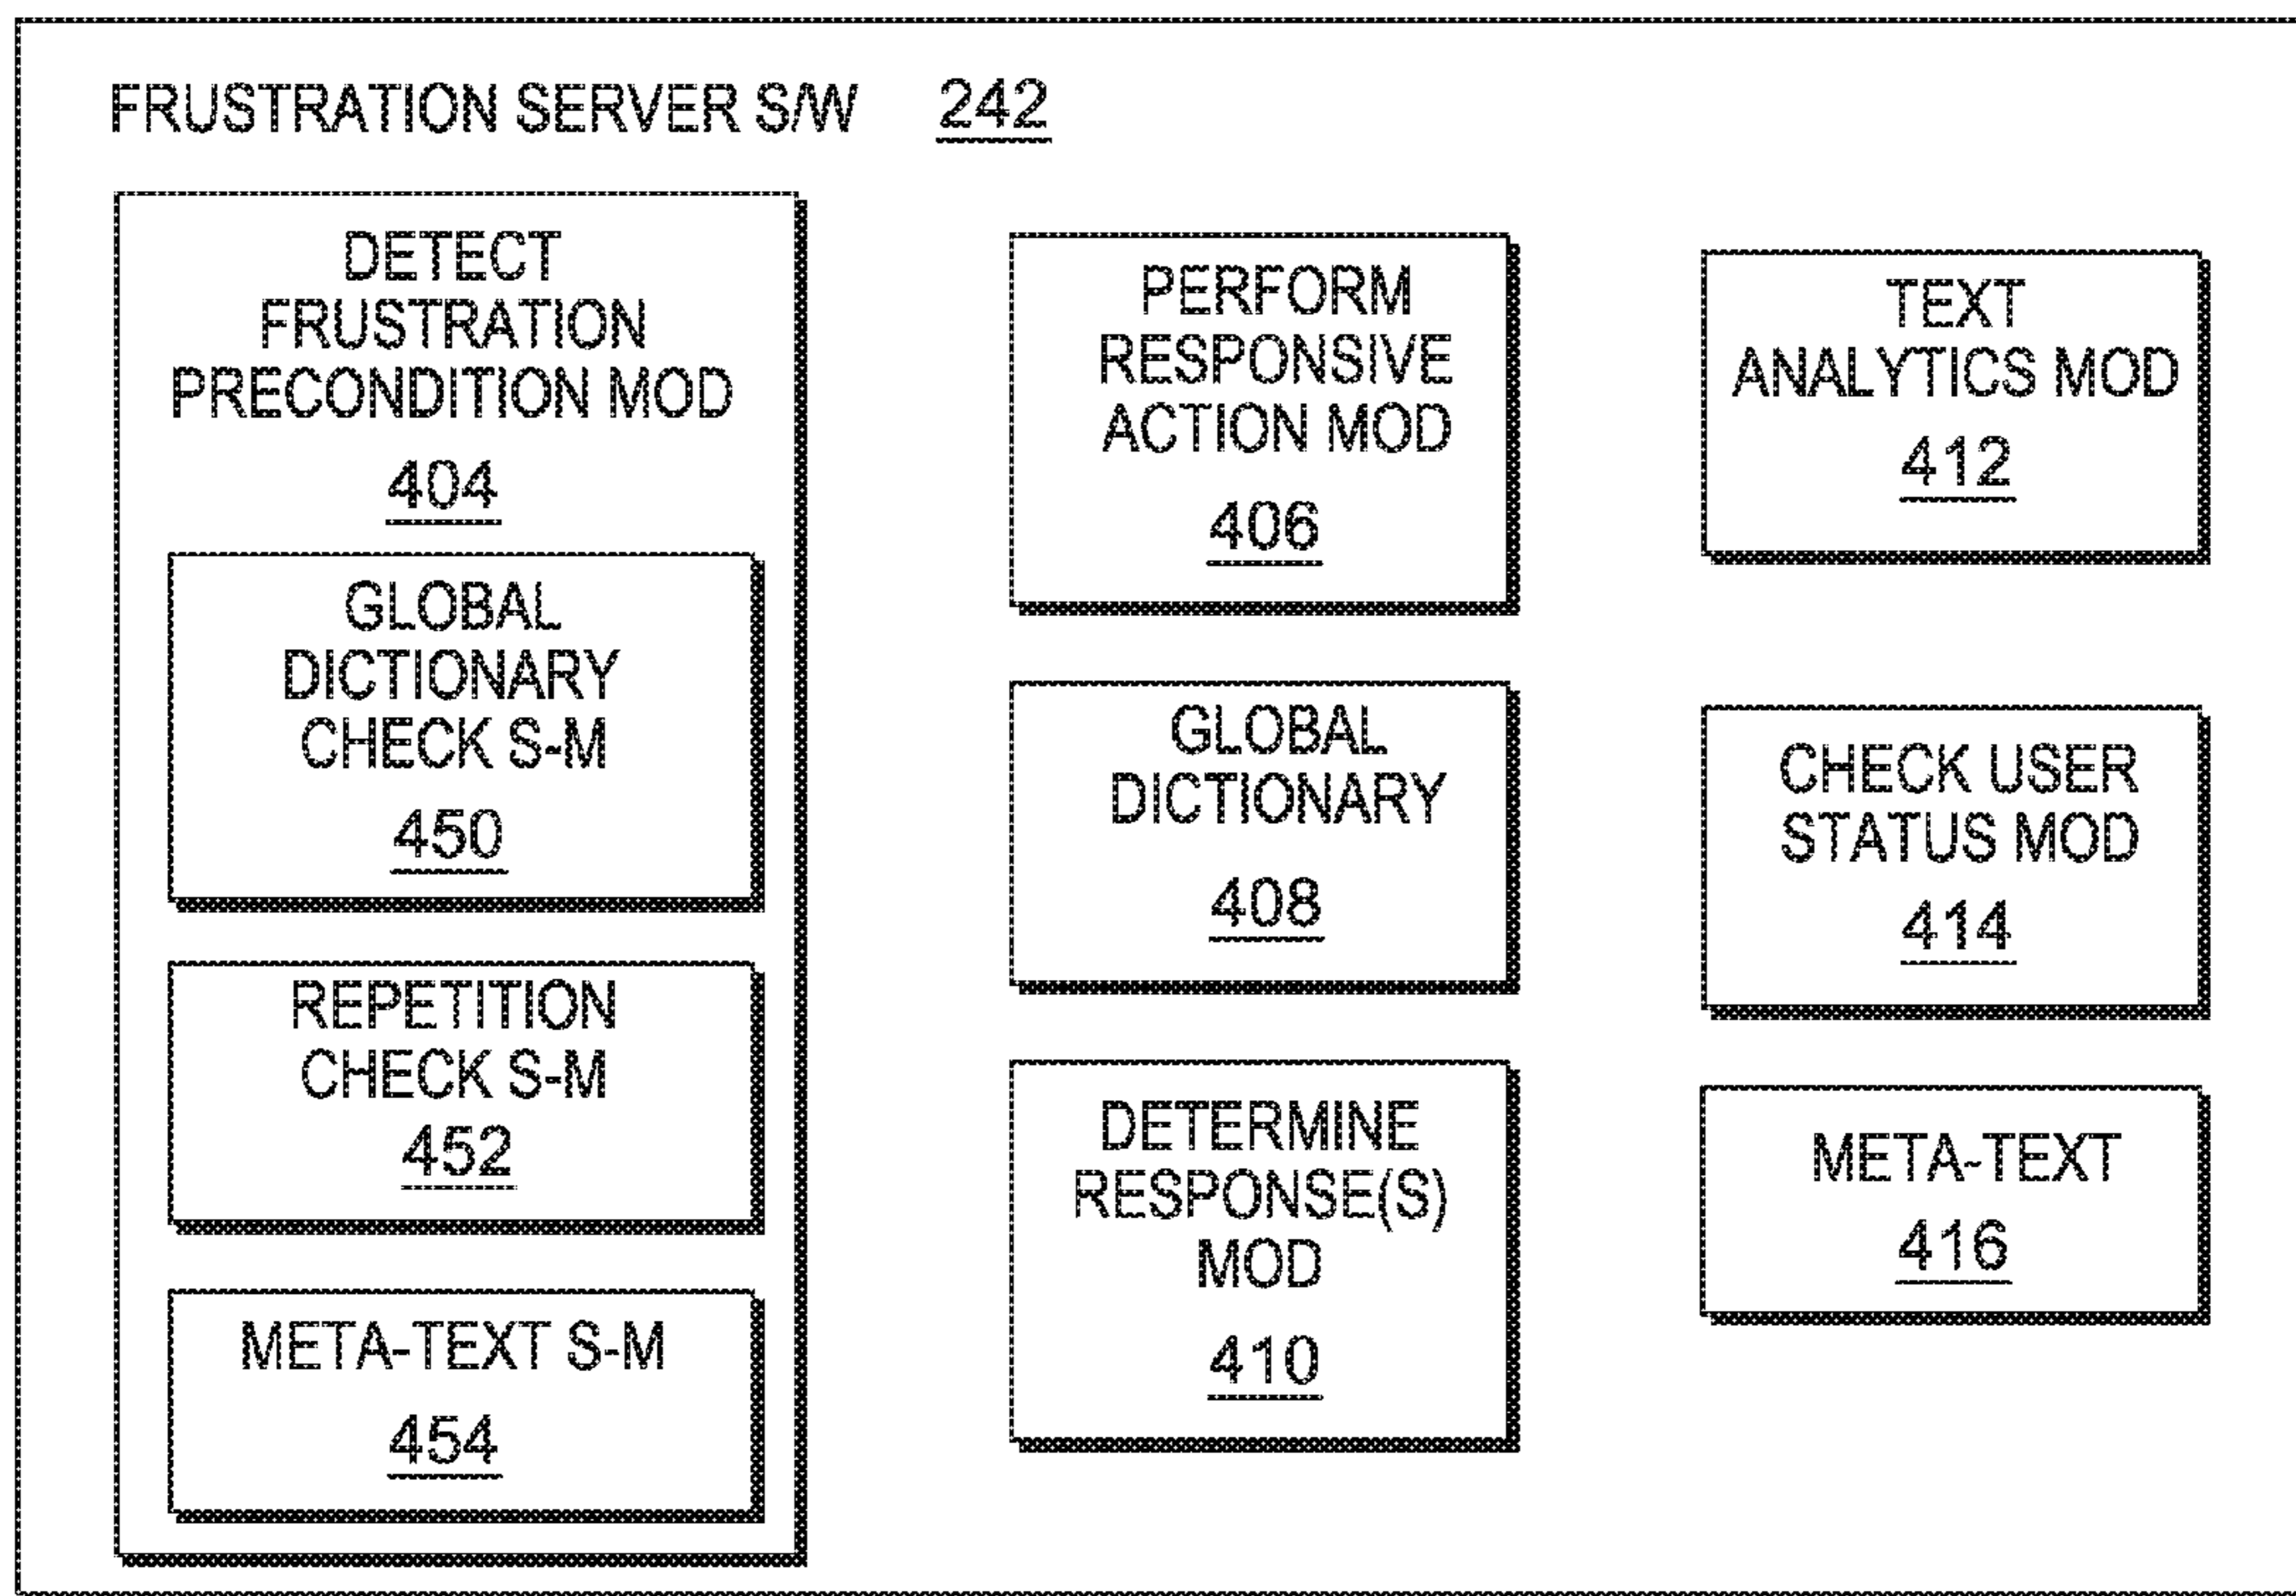 FRUSTRATION SERVER S/W 242
DETECT
FRUSTRATION
PRECONDITION MOD
404
GLOBAL
DICTIONARY
CHECK S-M
450
REPETITION
CHECK S-M
452
META-TEXT S-M
454
PERFORM
RESPONSIVE
ACTION MOD
406
GLOBAL
DICTIONARY
408
DETERMINE
RESPONSE(S)
MOD
410
TEXT
ANALYTICS MOD
412
CHECK USER
STATUS MOD
414
META-TEXT
416